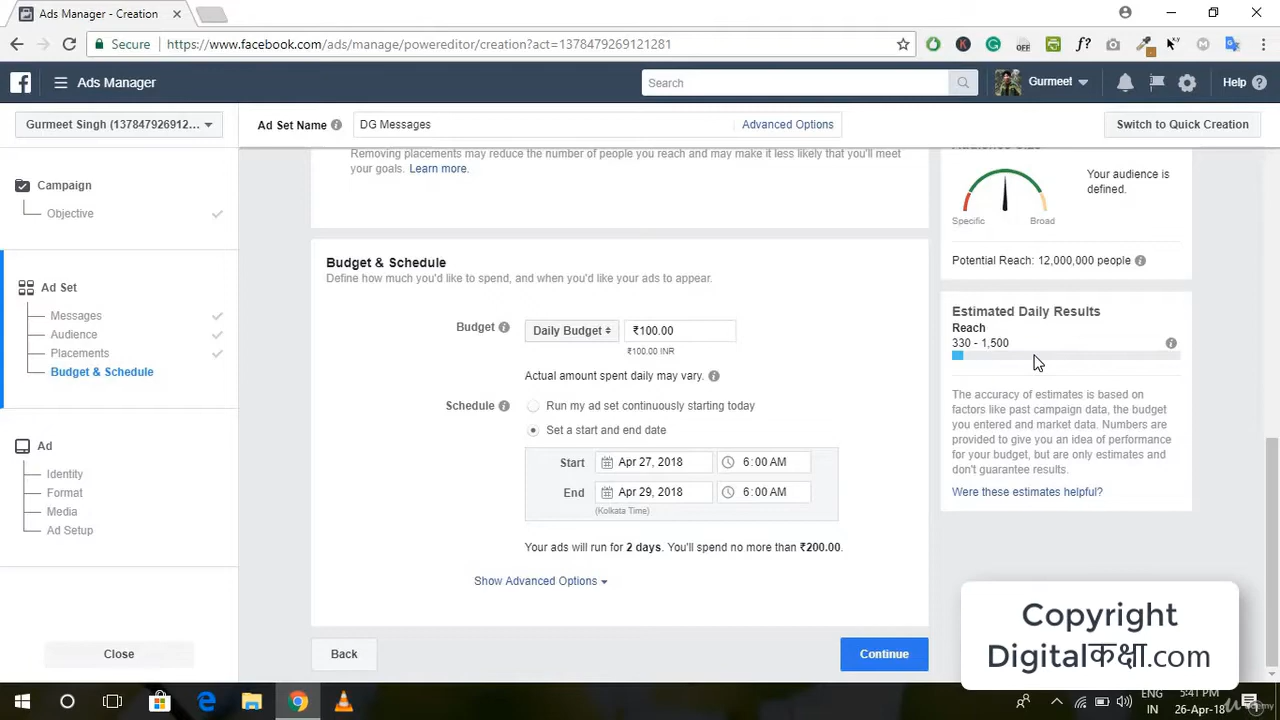 Ads Manager - Creation
Secure
https://www.facebook.com/ads/manage/powereditor/creation?act=1378479269121281
Ads Manager
Search
Gurmeet
Help
Gurmeet Singh (137847926912...
Ad Set Name
DG Messages
Advanced Options
Switch to Quick Creation
Campaign
Objective
Ad Set
Messages
Audience
Placements
Budget & Schedule
Ad
Identity
Format
Media
Ad Setup
Close
Removing placements may reduce the number of people you reach and may make it less likely that you'll meet
your goals. Learn more.
Budget & Schedule
Define how much you'd like to spend, and when you'd like your ads to appear.
Budget
Daily Budget
₹100.00
₹100.00 INR
Actual amount spent daily may vary.
Schedule
Run my ad set continuously starting today
Set a start and end date
Start
Apr 27, 2018
6:00 AM
End
Apr 29, 2018
6:00 AM
(Kolkata Time)
Your ads will run for 2 days. You'll spend no more than ₹200.00.
Show Advanced Options
Back
Continue
Audience Size
Your audience is
defined.
Specific
Broad
Potential Reach: 12,000,000 people
Estimated Daily Results
Reach
330 - 1,500
The accuracy of estimates is based on
factors like past campaign data, the budget
you entered and market data. Numbers are
provided to give you an idea of performance
for your budget, but are only estimates and
don't guarantee results.
Were these estimates helpful?
Copyright
Digitalकक्षा.com
ENG
IN
5:41 PM
26-Apr-18